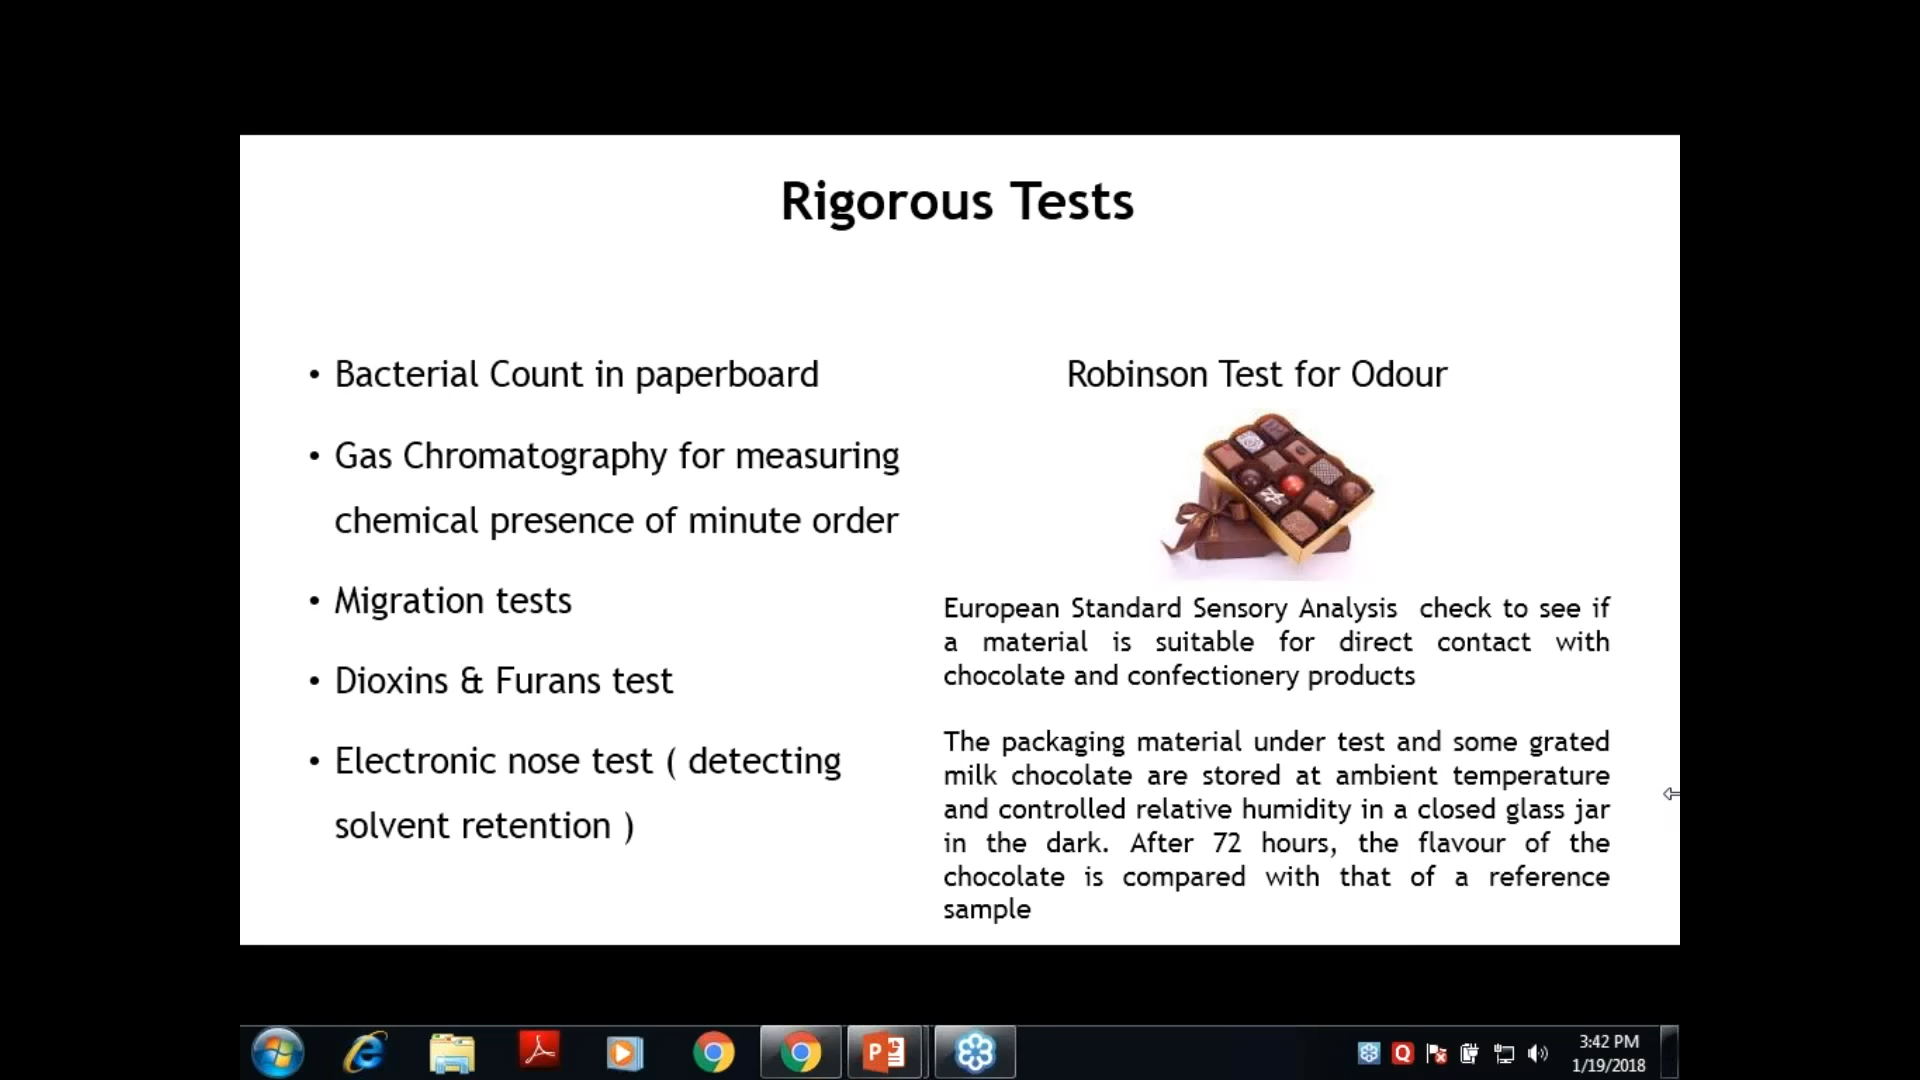 Rigorous Tests
• Bacterial Count in paperboard
• Gas Chromatography for measuring
chemical presence of minute order
• Migration tests
• Dioxins & Furans test
• Electronic nose test ( detecting
solvent retention )
Robinson Test for Odour
European Standard Sensory Analysis check to see if
a material is suitable for direct contact with
chocolate and confectionery products
The packaging material under test and some grated
milk chocolate are stored at ambient temperature
and controlled relative humidity in a closed glass jar
in the dark. After 72 hours, the flavour of the
chocolate is compared with that of a reference
sample
3:42 PM
1/19/2018